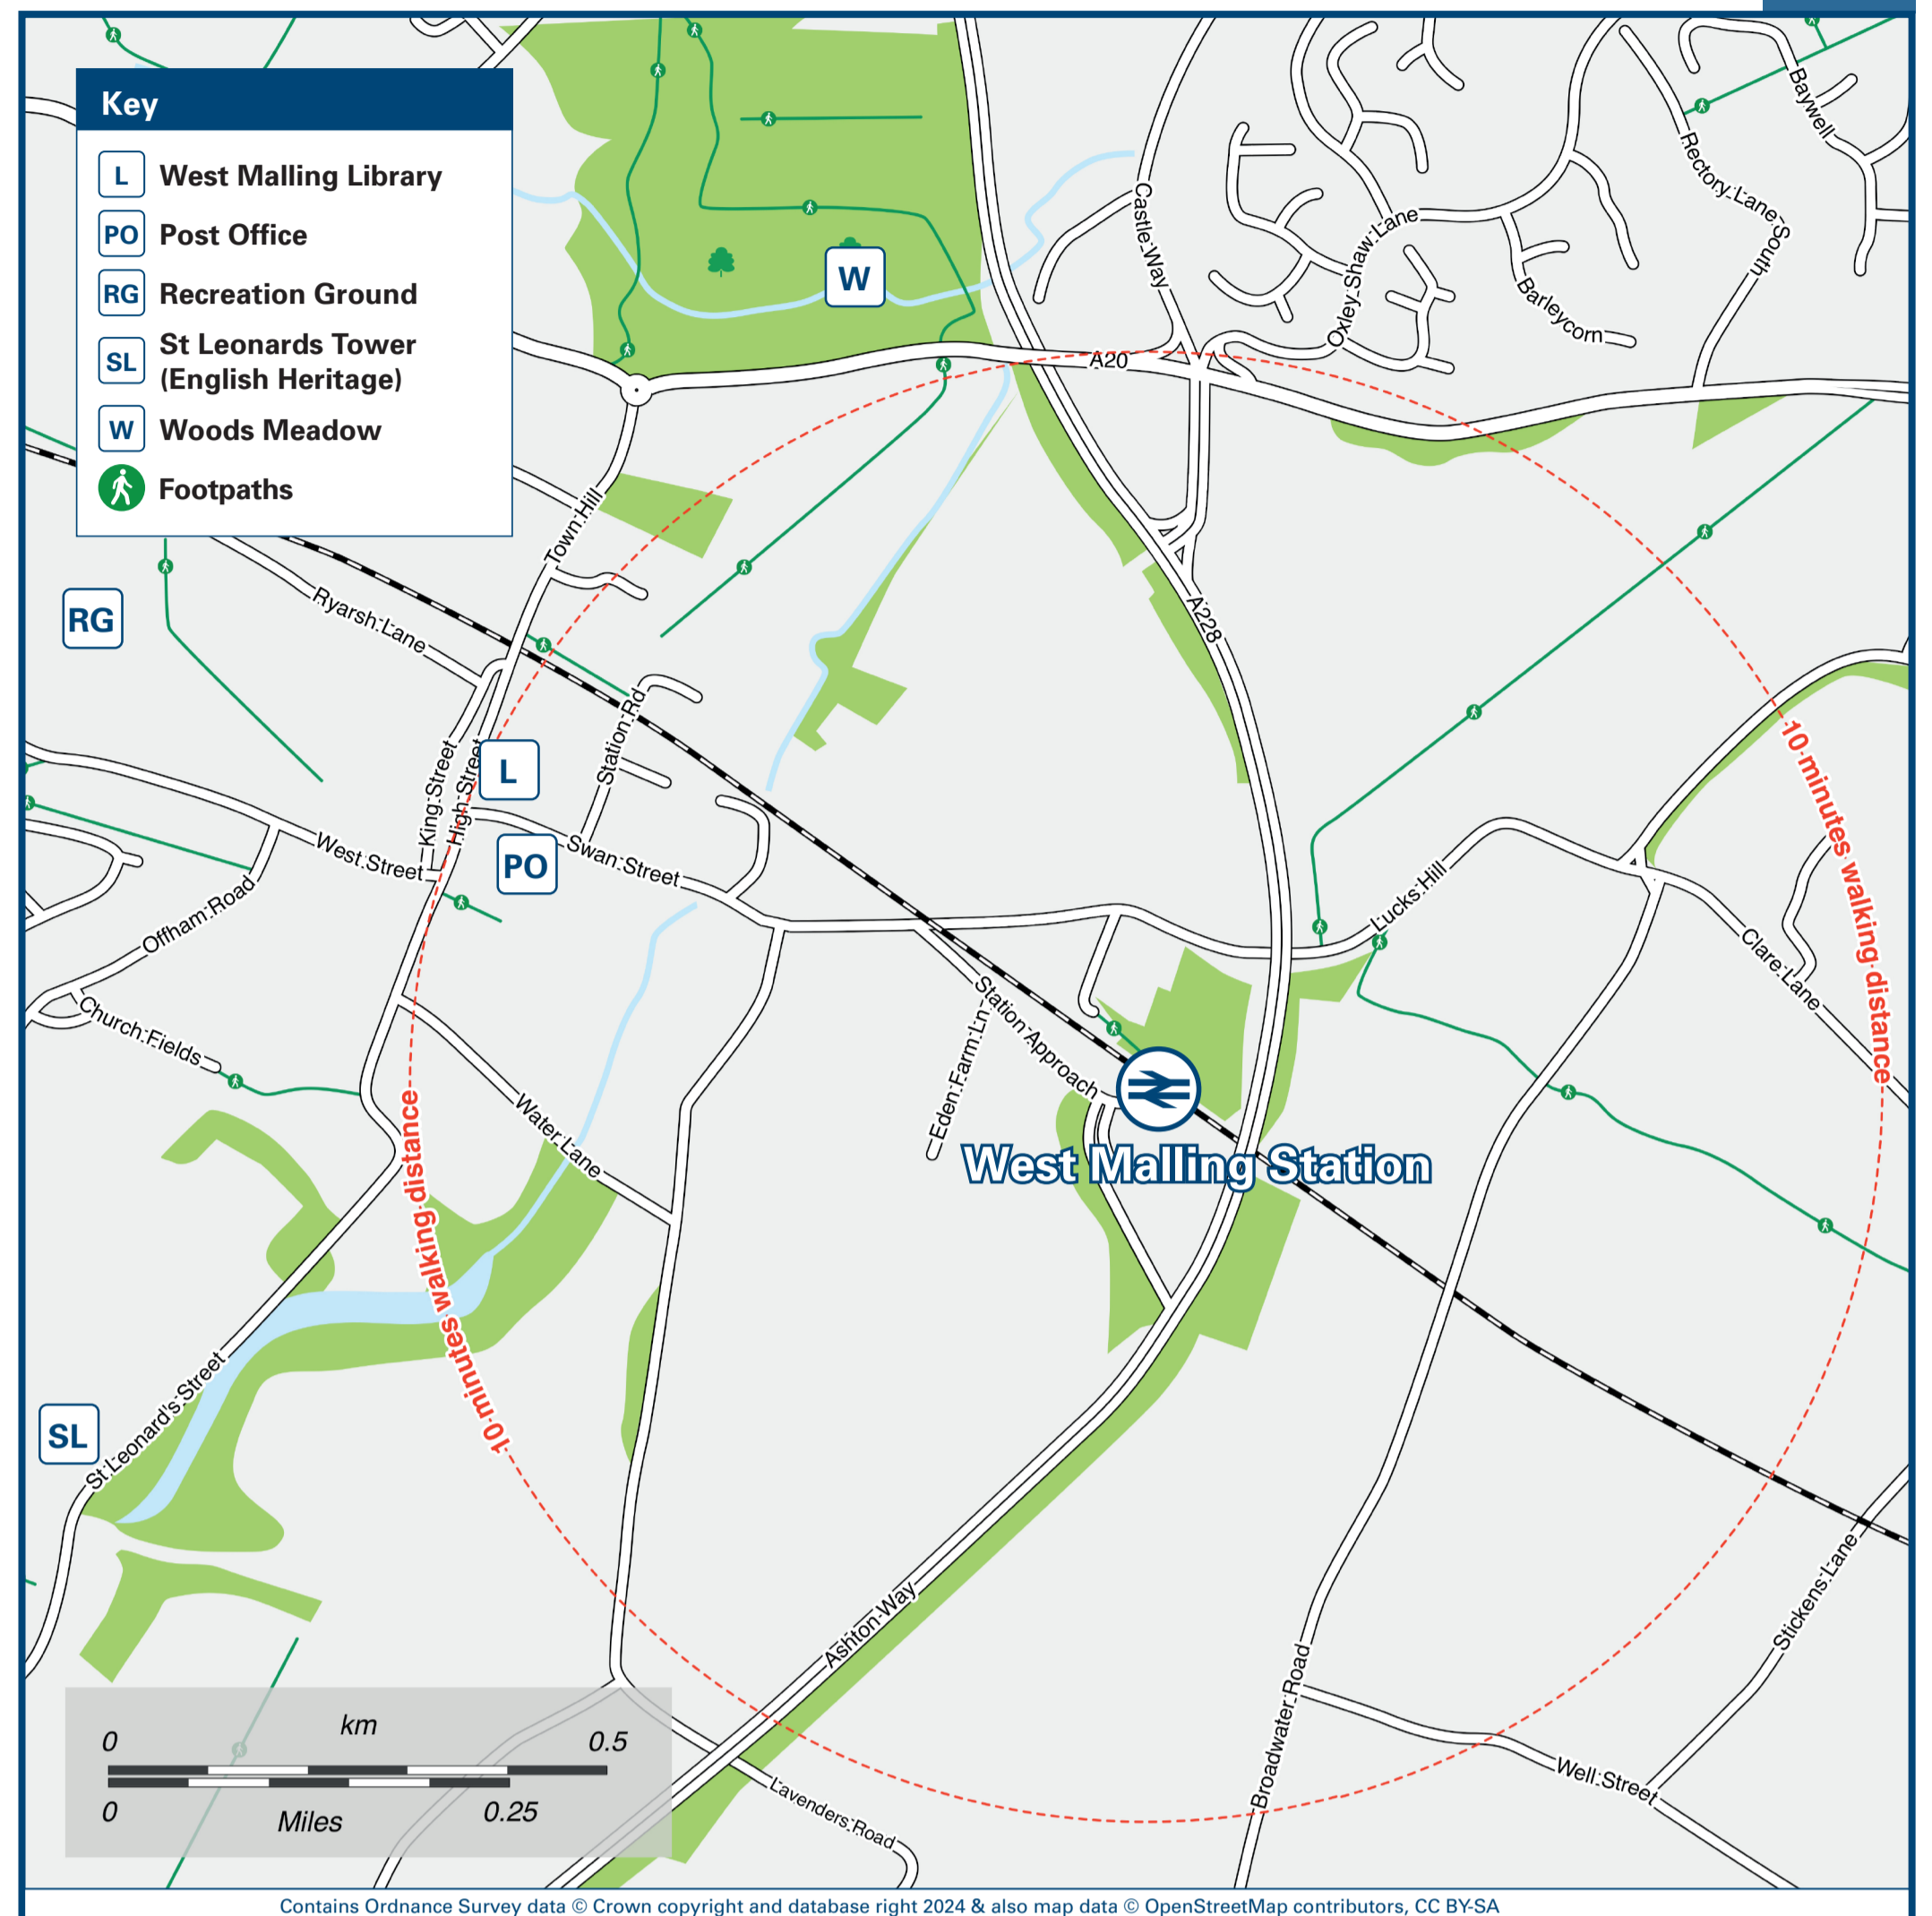 Key
L West Malling Library
PO Post Office
RG Recreation Ground
SL St Leonards Tower
(English Heritage)
W Woods Meadow
Footpaths
W
Castle Way
Oxley Shaw Lane
Barleycorn
Rectory Lane South
Baywell
A20
Town Hill
A228
RG
Ryarsh Lane
King Street
High Street
L
Station Rd
PO
Swan Street
West Street
Offham Road
Church Fields
Lucks Hill
Clare Lane
10 minutes walking distance
Station Approach
Eden Farm Ln
Water Lane
West Malling Station
10 minutes walking distance
SL
St Leonard's Street
Ashton Way
Broadwater Road
Stickens Lane
Well Street
Lavenders Road
km
0 0.5
0 0.25
Miles
Contains Ordnance Survey data © Crown copyright and database right 2024 & also map data © OpenStreetMap contributors, CC BY-SA